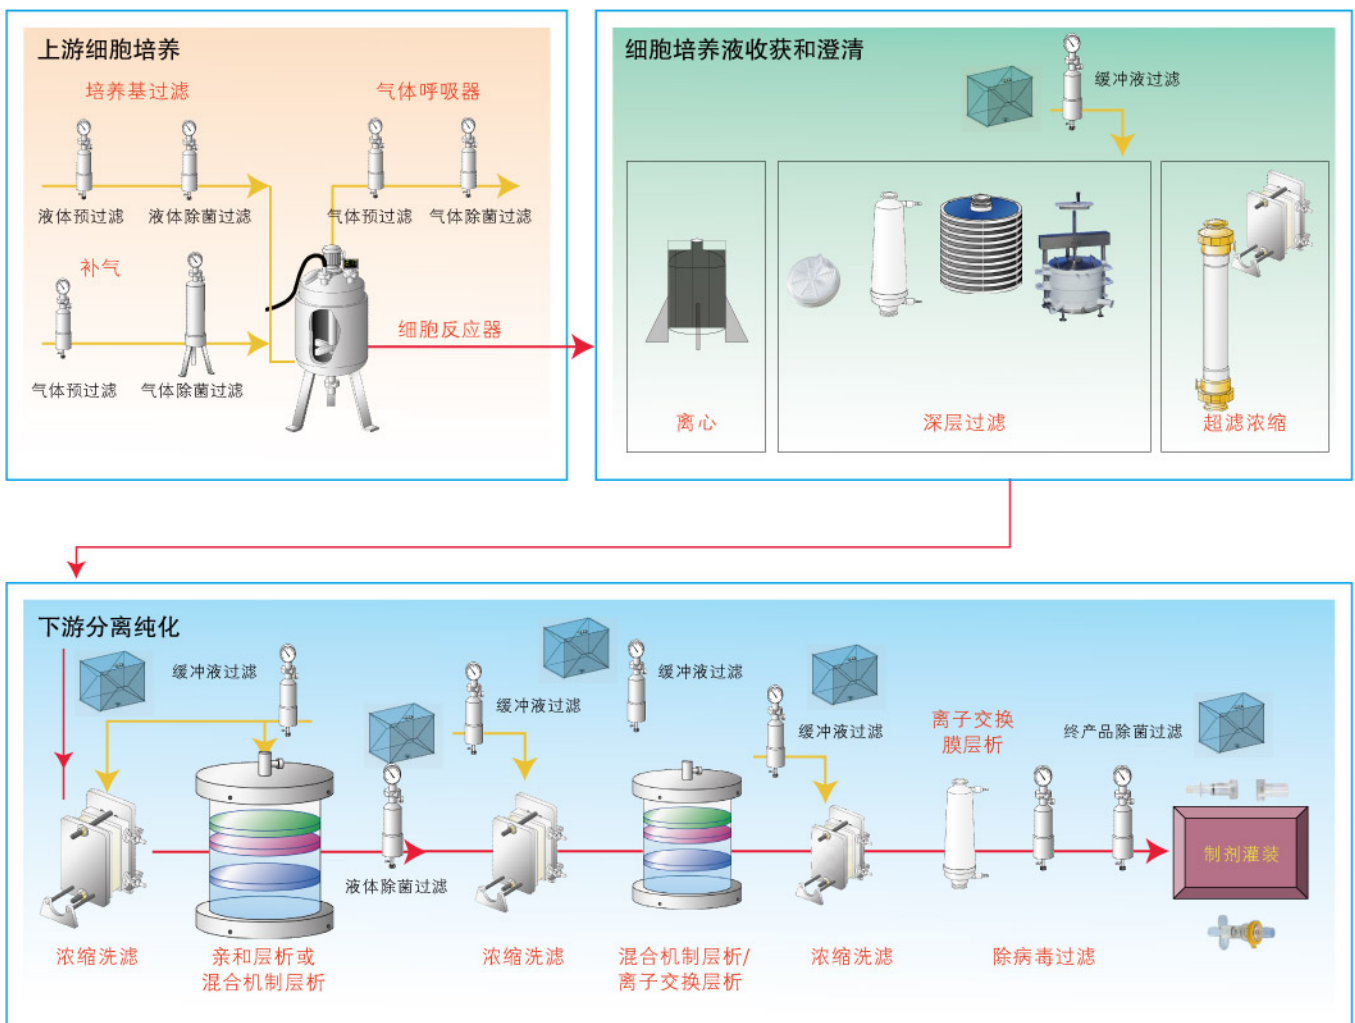 上游细胞培养
培养基过滤
气体呼吸器
液体预过滤
液体除菌过滤
气体预过滤
气体除菌过滤
补气
细胞反应器
气体预过滤
气体除菌过滤
细胞培养液收获和澄清
缓冲液过滤
离心
深层过滤
超滤浓缩
下游分离纯化
缓冲液过滤
缓冲液过滤
缓冲液过滤
缓冲液过滤
离子交换
膜层析
终产品除菌过滤
制剂灌装
液体除菌过滤
浓缩洗滤
亲和层析或
混合机制层析
浓缩洗滤
混合机制层析/
离子交换层析
浓缩洗滤
除病毒过滤